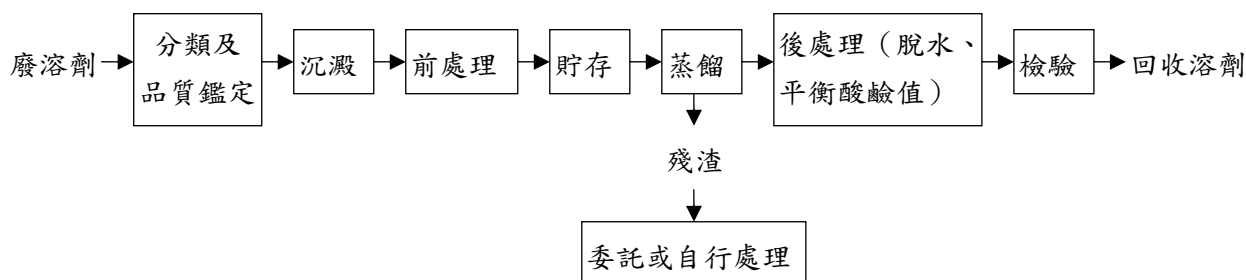 廢溶劑
分類及
品質鑑定
沉澱
前處理
貯存
蒸餾
後處理（脫水、
平衡酸鹼值）
檢驗
回收溶劑
殘渣
委託或自行處理